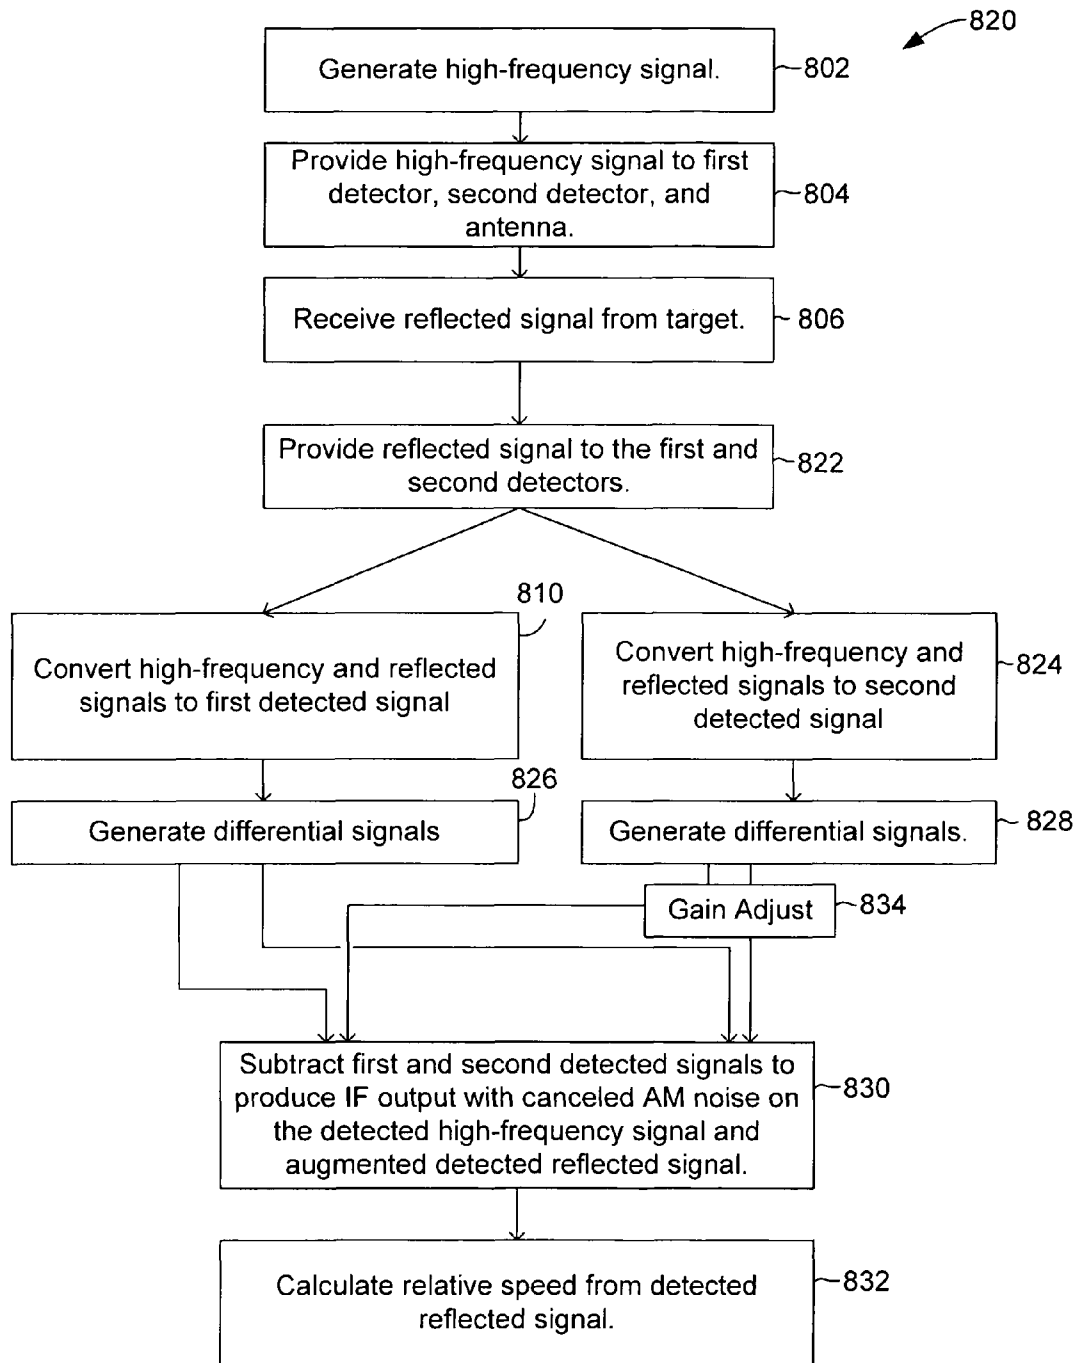 820
Generate high-frequency signal.
802
Provide high-frequency signal to first
detector, second detector, and
antenna.
804
Receive reflected signal from target.
806
Provide reflected signal to the first and
second detectors.
822
810
Convert high-frequency and reflected
signals to first detected signal
Convert high-frequency and
reflected signals to second
detected signal
824
826
Generate differential signals
Generate differential signals.
828
Gain Adjust
834
Subtract first and second detected signals to
produce IF output with canceled AM noise on
the detected high-frequency signal and
augmented detected reflected signal.
830
Calculate relative speed from detected
reflected signal.
832